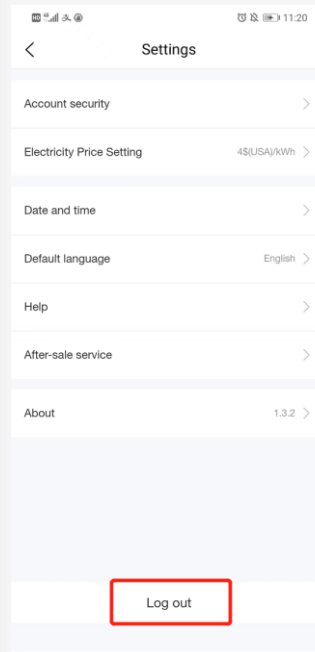 11:20
Settings
Account security
Electricity Price Setting 4$(USA)/kWh
Date and time
Default language English
Help
After-sale service
About 1.3.2
Log out